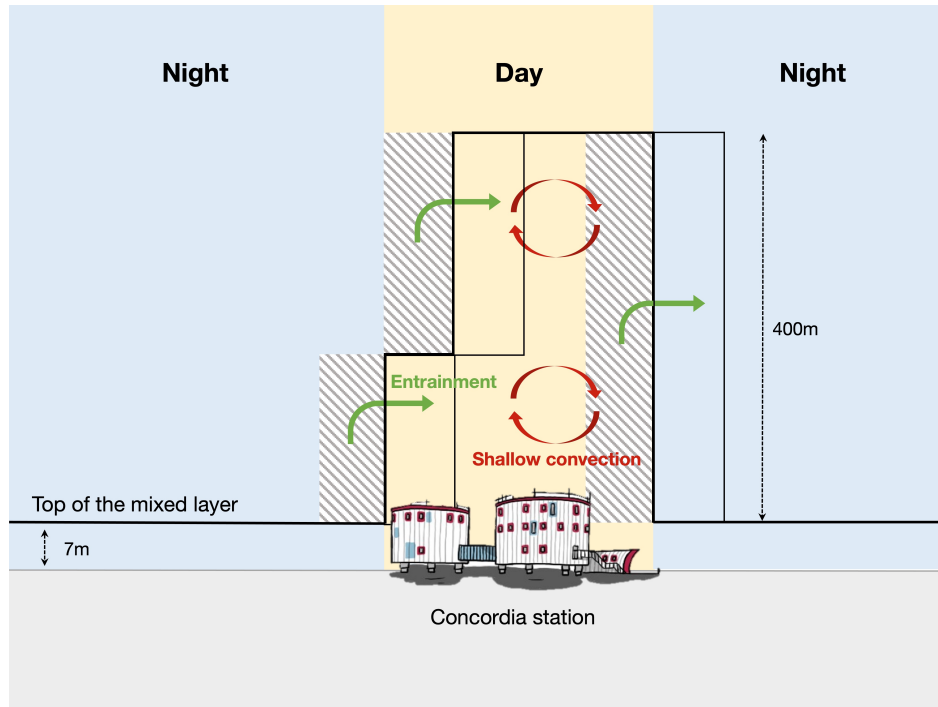 Night
Day
Night
400m
Entrainment
Shallow convection
Top of the mixed layer
7m
Concordia station